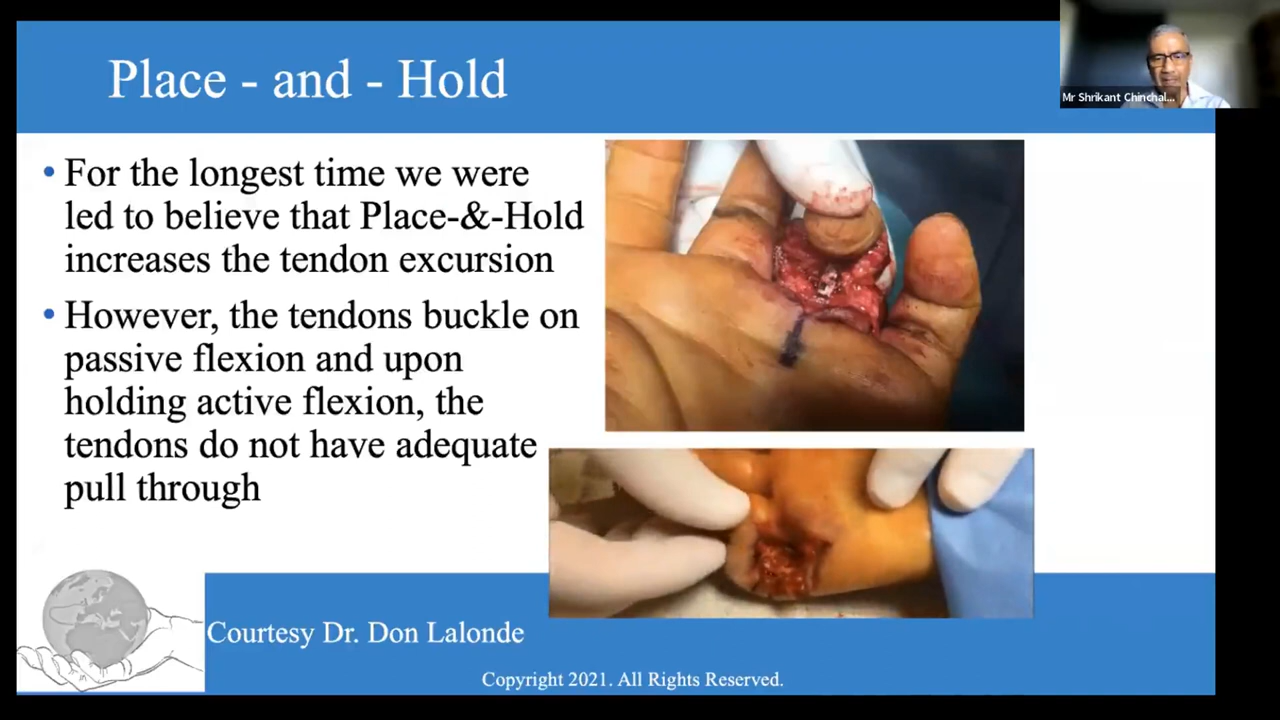 Place - and - Hold
Mr Shrikant Chinchal...
• For the longest time we were
led to believe that Place-&-Hold
increases the tendon excursion
• However, the tendons buckle on
passive flexion and upon
holding active flexion, the
tendons do not have adequate
pull through
Courtesy Dr. Don Lalonde
Copyright 2021. All Rights Reserved.